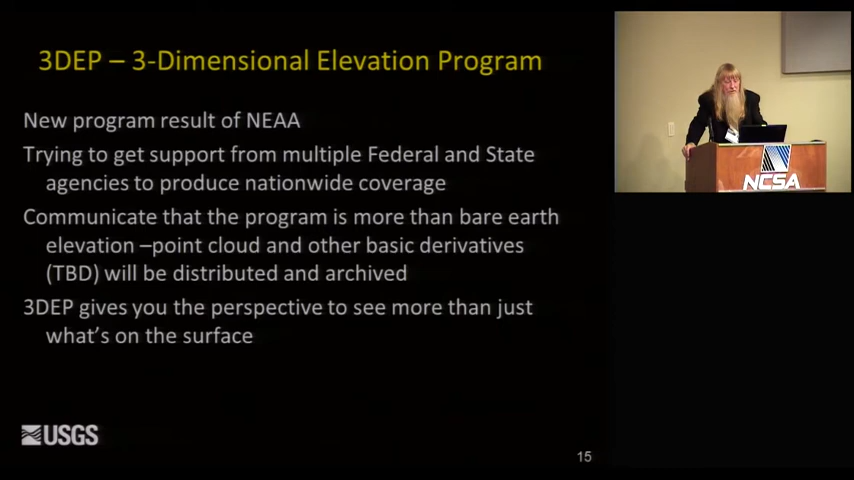 3DEP – 3-Dimensional Elevation Program
New program result of NEAA
Trying to get support from multiple Federal and State
agencies to produce nationwide coverage
Communicate that the program is more than bare earth
elevation –point cloud and other basic derivatives
(TBD) will be distributed and archived
3DEP gives you the perspective to see more than just
what's on the surface
USGS
15
NCSA